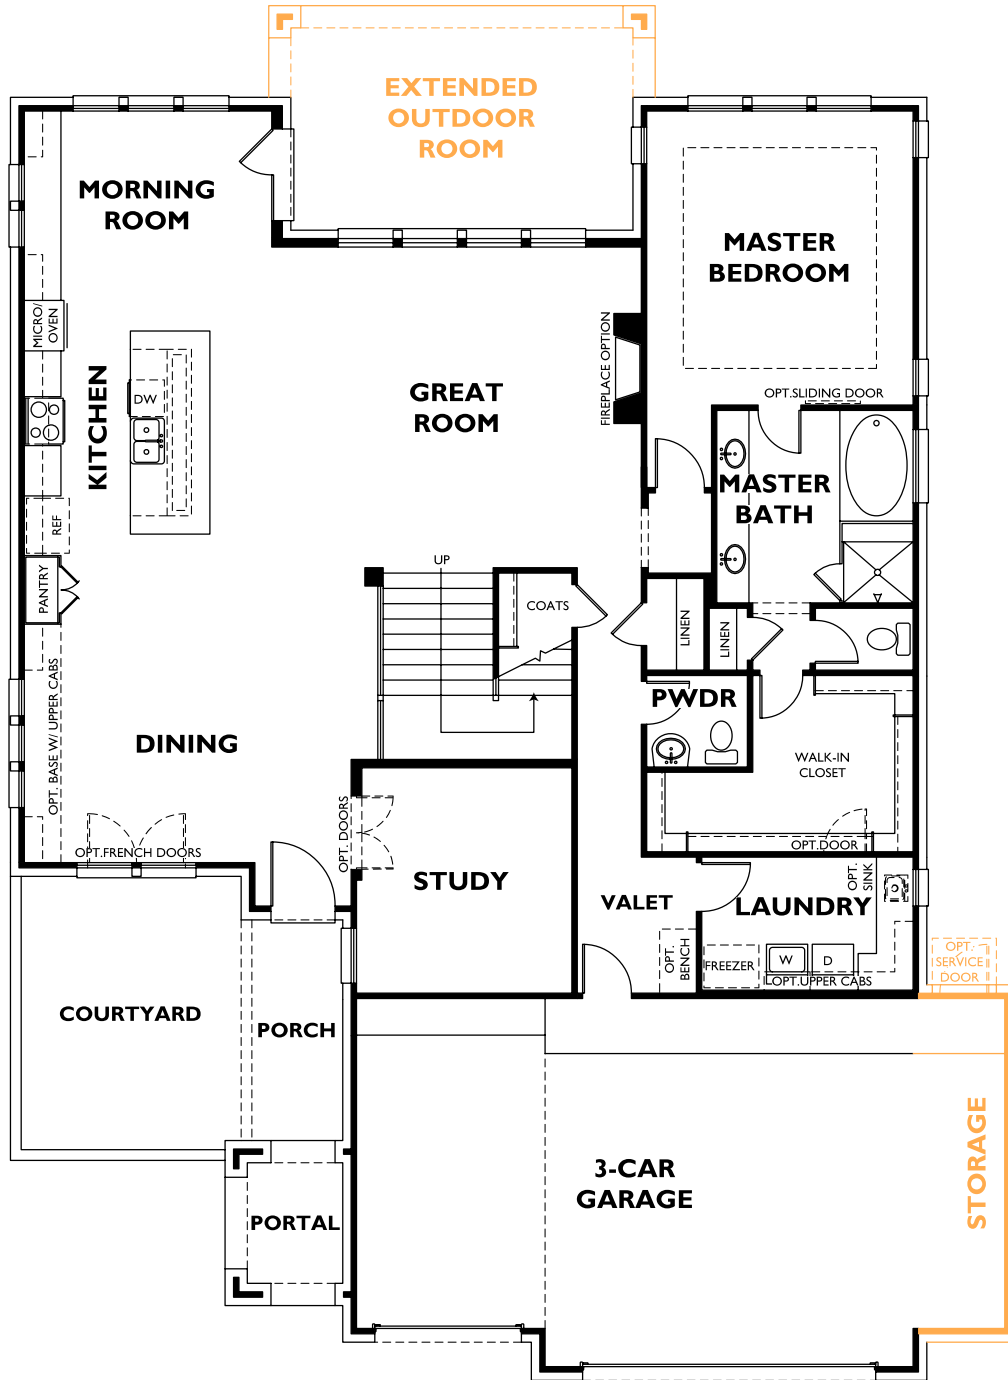 EXTENDED
OUTDOOR
ROOM
MORNING
ROOM
MASTER
BEDROOM
MICRO/
OVEN
KITCHEN
DW
GREAT
ROOM
FIREPLACE OPTION
OPT.SLIDING DOOR
MASTER
BATH
REF
PANTRY
UP
COATS
LINEN
LINEN
PWDR
OPT. BASE W/ UPPER CABS
DINING
WALK-IN
CLOSET
OPT.FRENCH DOORS
OPT. DOORS
OPT.DOOR
STUDY
VALET
LAUNDRY
OPT.
SINK
OPT.
BENCH
FREEZER
W
D
OPT.UPPER CABS
OPT.
SERVICE
DOOR
COURTYARD
PORCH
PORTAL
3-CAR
GARAGE
STORAGE